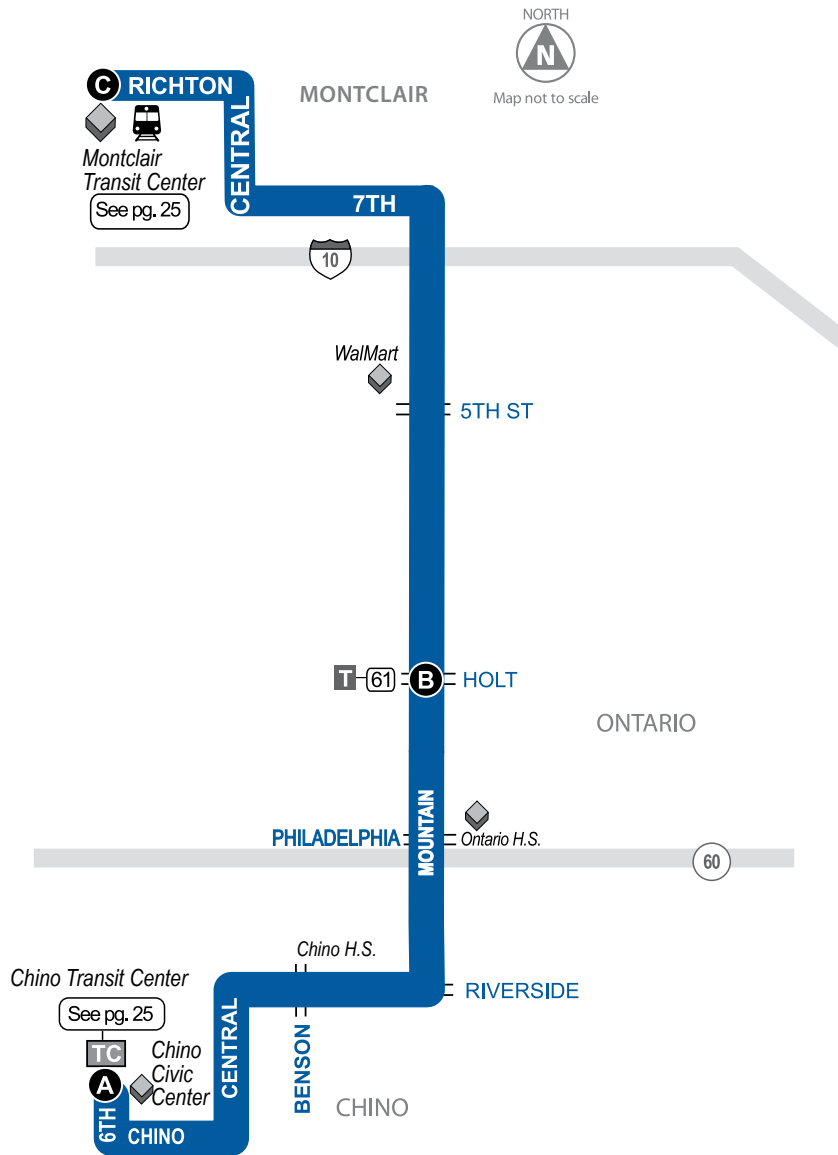 NORTH
N
Map not to scale
C
RICHTON
MONTCLAIR
CENTRAL
Montclair
Transit Center
See pg. 25
7TH
10
WalMart
5TH ST
T
61
B
HOLT
ONTARIO
MOUNTAIN
PHILADELPHIA
Ontario H.S.
60
Chino H.S.
Chino Transit Center
See pg. 25
RIVERSIDE
TC
Chino
Civic
Center
A
CENTRAL
BENSON
6TH
CHINO
CHINO